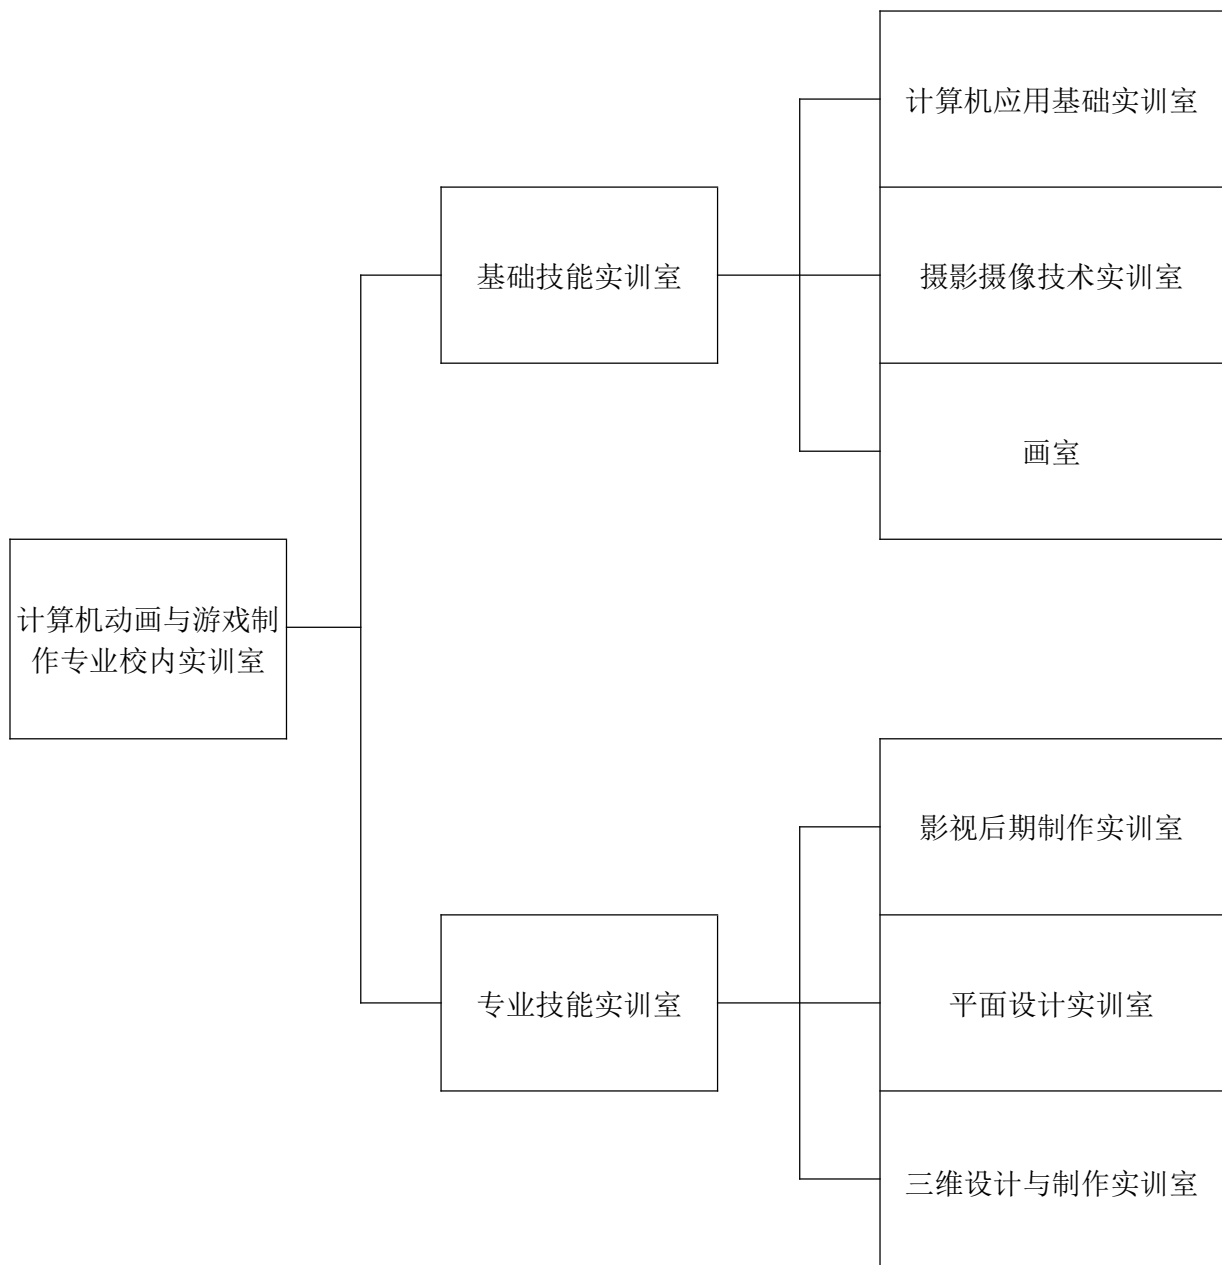 计算机应用基础实训室
基础技能实训室
摄影摄像技术实训室
画室
计算机动画与游戏制
作专业校内实训室
影视后期制作实训室
专业技能实训室
平面设计实训室
三维设计与制作实训室